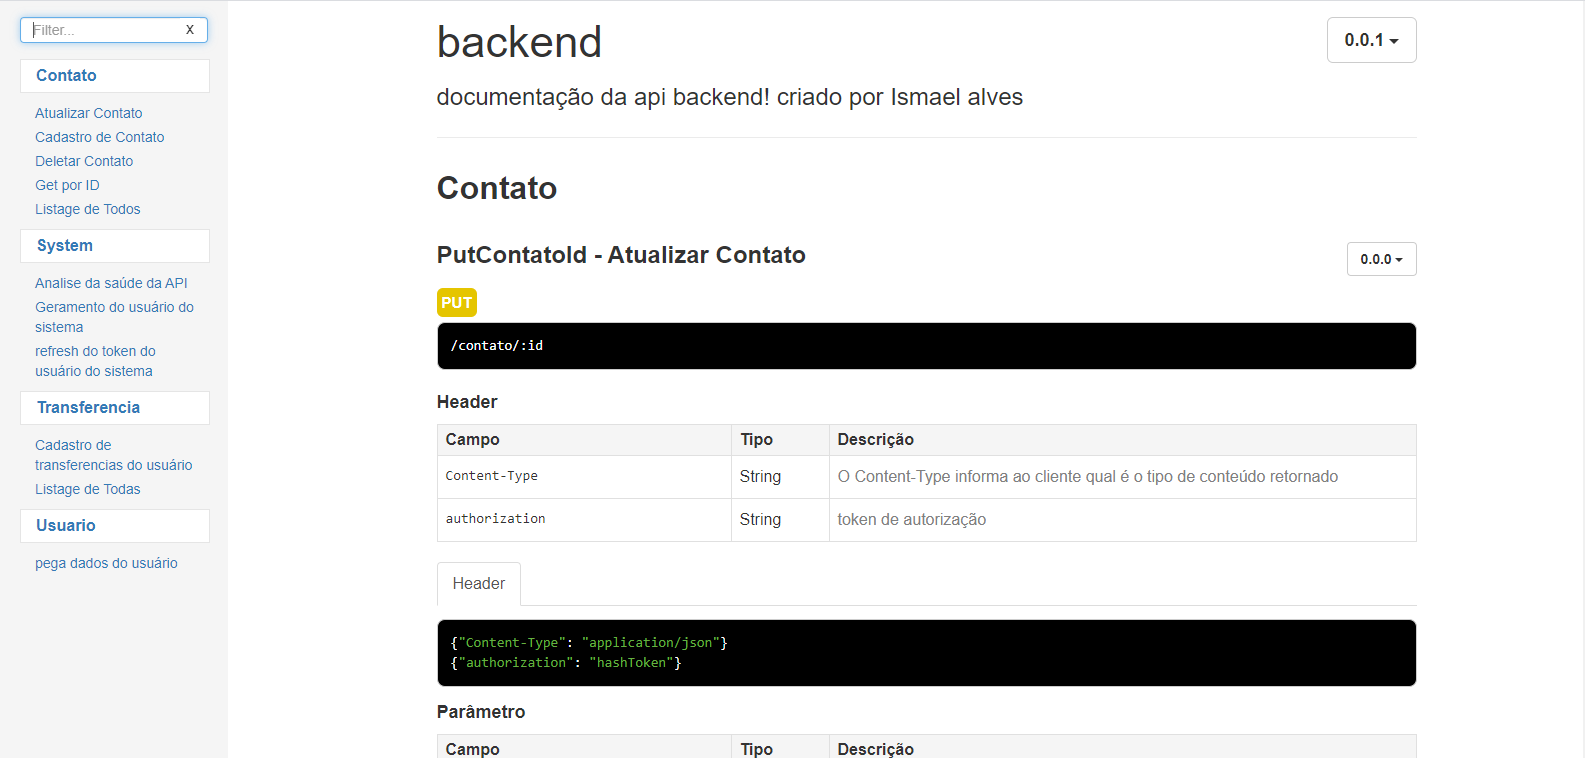 Filter...
X
Contato
Atualizar Contato
Cadastro de Contato
Deletar Contato
Get por ID
Listage de Todos
System
Analise da saúde da API
Geramento do usuário do
sistema
refresh do token do
usuário do sistema
Transferencia
Cadastro de
transferencias do usuário
Listage de Todas
Usuario
pega dados do usuário
backend
0.0.1
documentação da api backend! criado por Ismael alves
Contato
PutContatoId - Atualizar Contato
0.0.0
PUT
/contato/:id
Header
Campo Tipo Descrição
Content-Type String O Content-Type informa ao cliente qual é o tipo de conteúdo retornado
authorization String token de autorização
Header
{"Content-Type": "application/json"}
{"authorization": "hashToken"}
Parâmetro
Campo Tipo Descrição